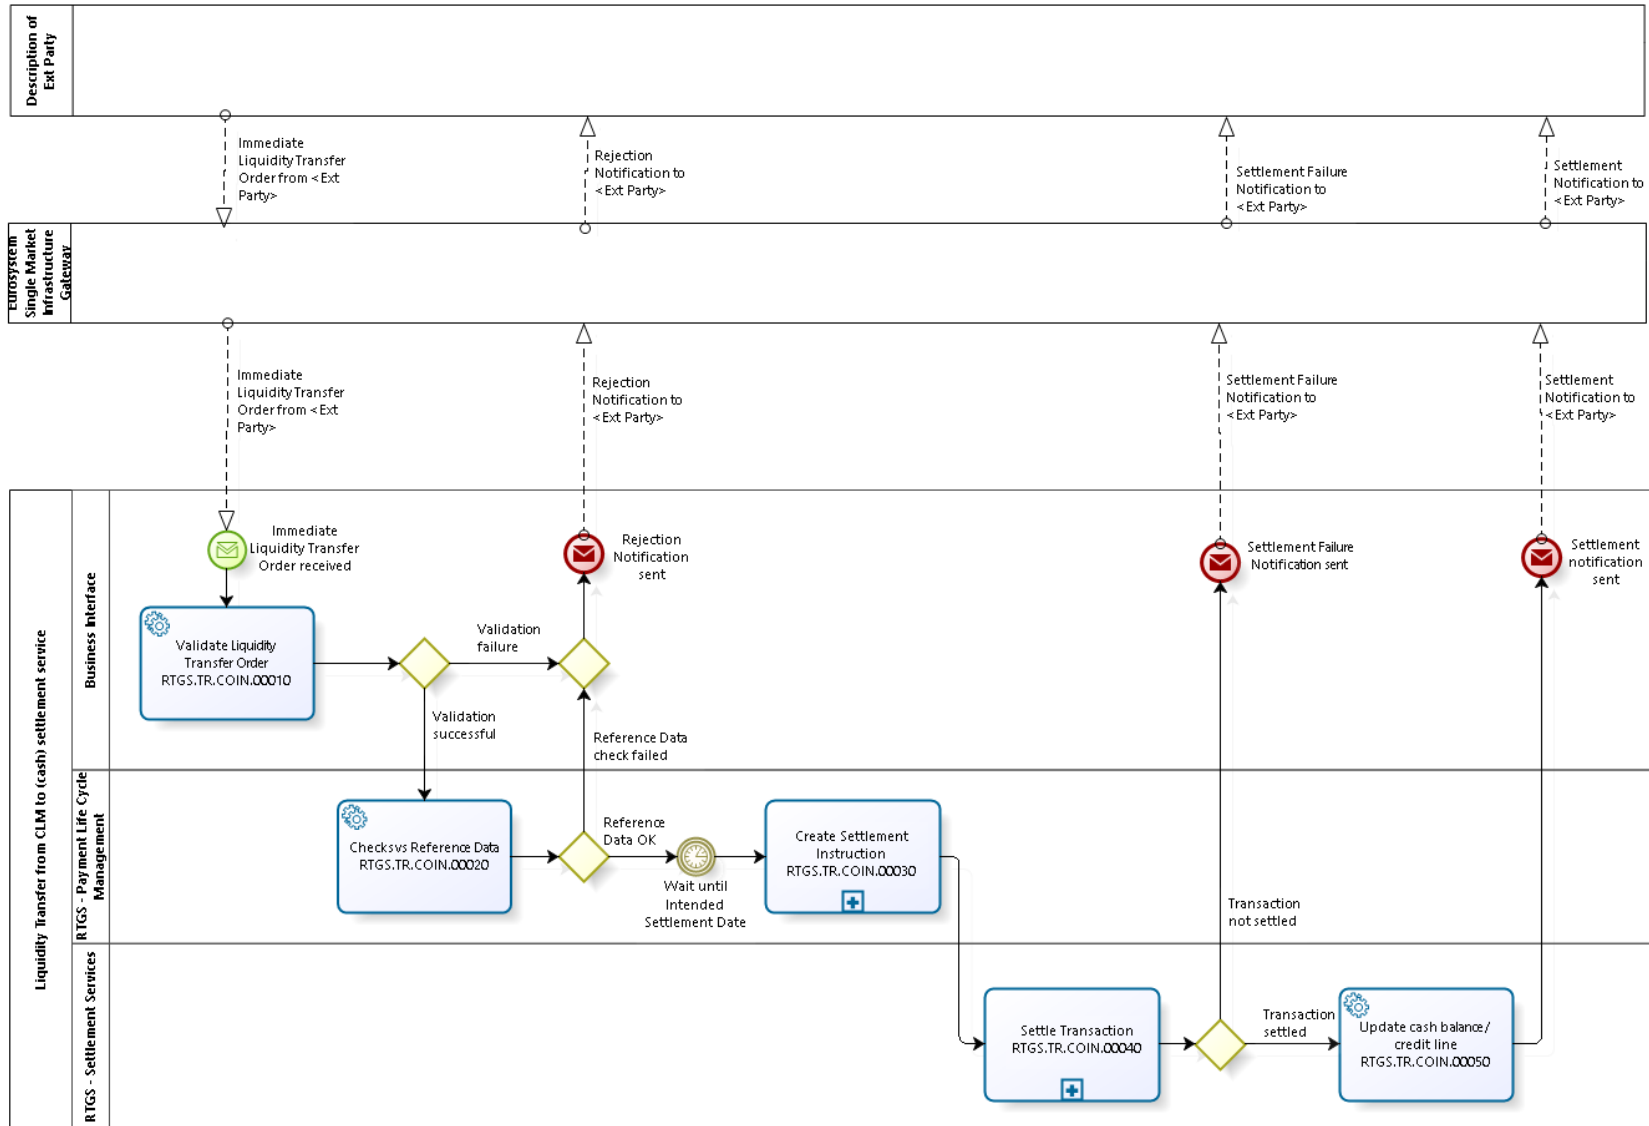 Description of
Ext Party
Immediate
Liquidity Transfer
Order from <Ext
Party>
Rejection
Notification to
<Ext Party>
Settlement Failure
Notification to
<Ext Party>
Settlement
Notification to
<Ext Party>
Eurosystem
Single Market
Infrastructure
Gateway
Immediate
Liquidity Transfer
Order from <Ext
Party>
Rejection
Notification to
<Ext Party>
Settlement Failure
Notification to
<Ext Party>
Settlement
Notification to
<Ext Party>
Liquidity Transfer from CLM to (cash) settlement service
Business Interface
Immediate
Liquidity Transfer
Order received
Rejection
Notification
sent
Settlement Failure
Notification sent
Settlement
notification
sent
Validate Liquidity
Transfer Order
RTGS.TR.COIN.00010
Validation
failure
Validation
successful
Reference Data
check failed
RTGS - Payment Life Cycle
Management
Checks vs Reference Data
RTGS.TR.COIN.00020
Reference
Data OK
Wait until
Intended
Settlement Date
Create Settlement
Instruction
RTGS.TR.COIN.00030
Transaction
not settled
RTGS - Settlement Services
Settle Transaction
RTGS.TR.COIN.00040
Transaction
settled
Update cash balance/
credit line
RTGS.TR.COIN.00050